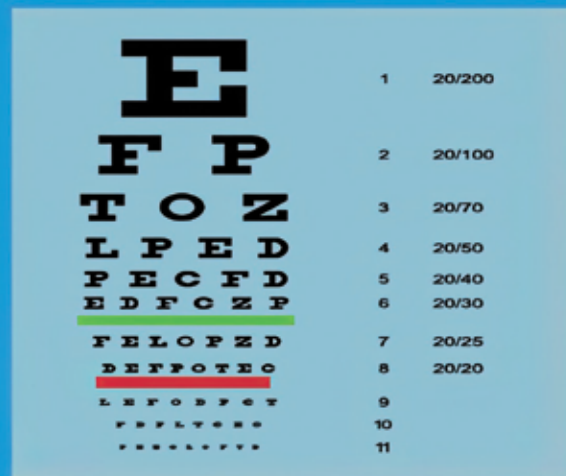 E 1 20/200
F P 2 20/100
T O Z 3 20/70
L P E D 4 20/50
P E C F D 5 20/40
E D F C Z P 6 20/30
F E L O P Z D 7 20/25
D E F P O T E C 8 20/20
9
10
11